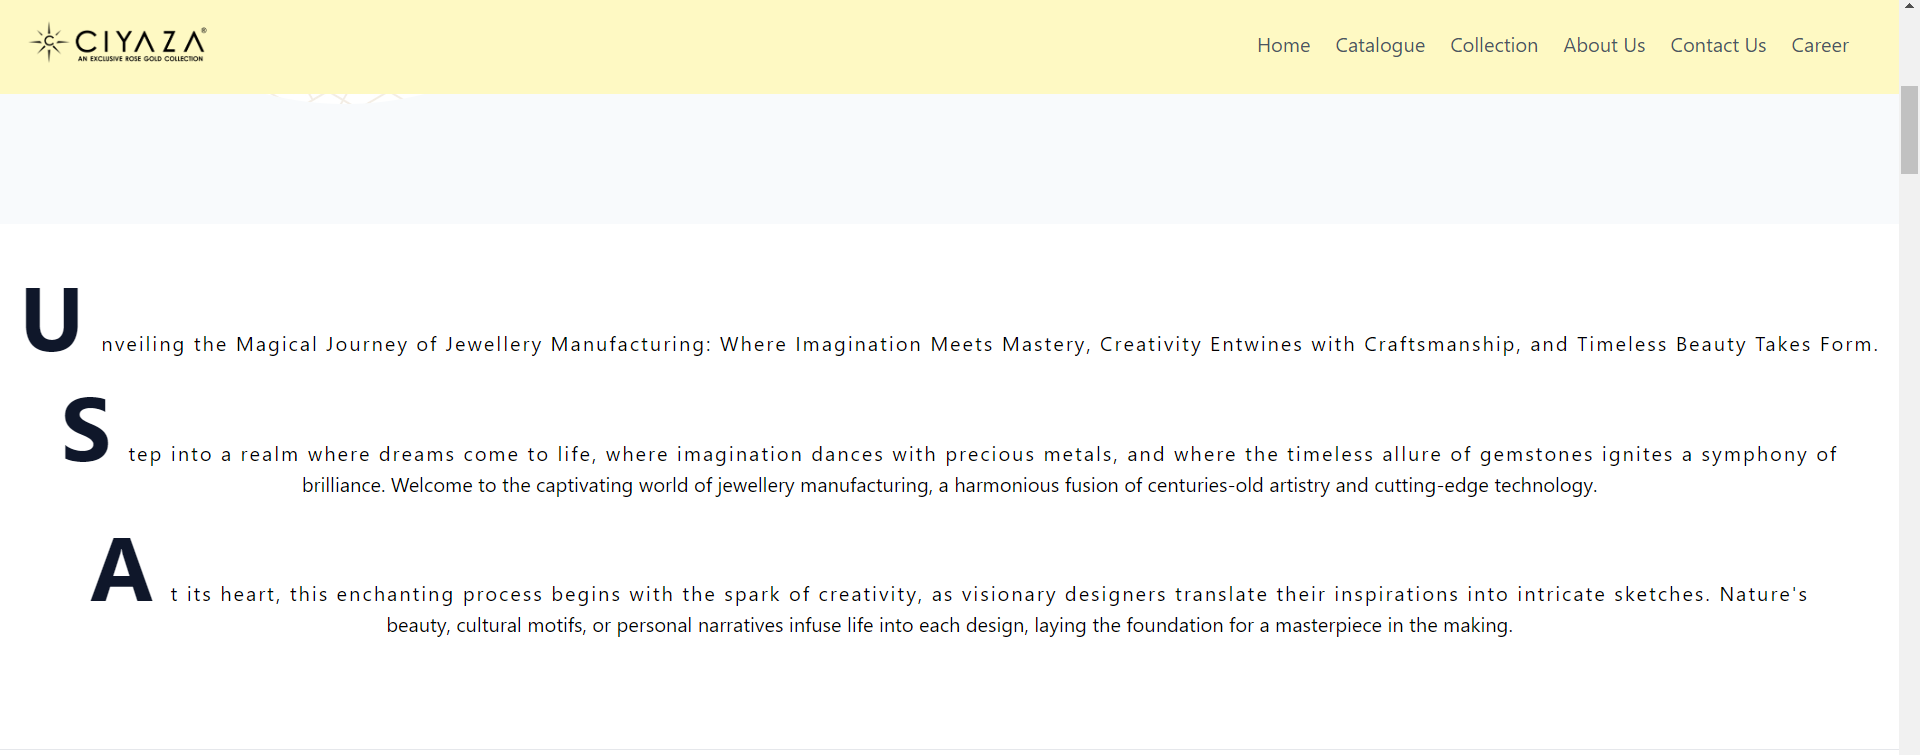 C CIYAZA®
AN EXCLUSIVE ROSE GOLD COLLECTION
Home Catalogue Collection About Us Contact Us Career
Unveiling the Magical Journey of Jewellery Manufacturing: Where Imagination Meets Mastery, Creativity Entwines with Craftsmanship, and Timeless Beauty Takes Form.
Step into a realm where dreams come to life, where imagination dances with precious metals, and where the timeless allure of gemstones ignites a symphony of
brilliance. Welcome to the captivating world of jewellery manufacturing, a harmonious fusion of centuries-old artistry and cutting-edge technology.
At its heart, this enchanting process begins with the spark of creativity, as visionary designers translate their inspirations into intricate sketches. Nature's
beauty, cultural motifs, or personal narratives infuse life into each design, laying the foundation for a masterpiece in the making.